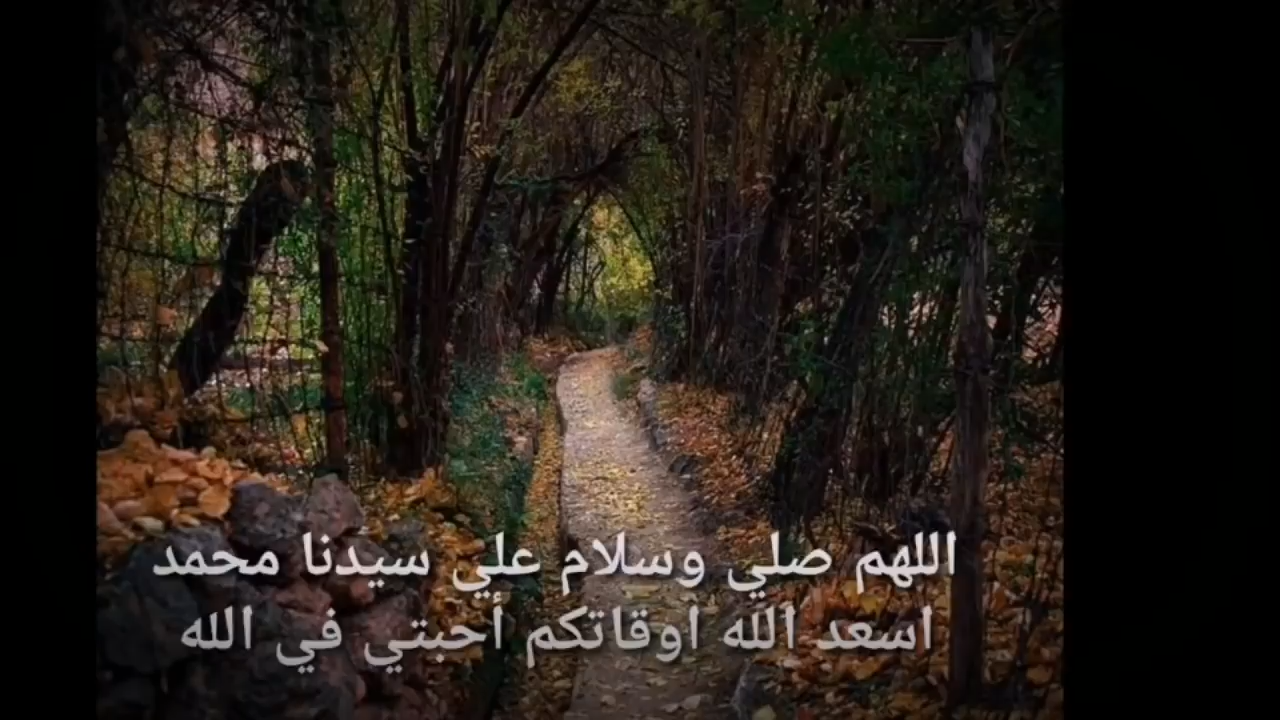 اللهم صلي وسلام علي سيدنا محمد
اسعد الله اوقاتكم أحبتي في الله